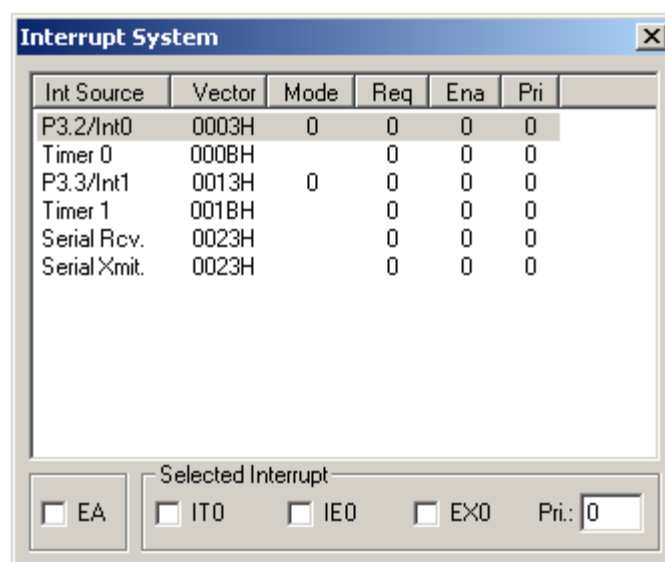 Interrupt System
Int Source Vector Mode Req Ena Pri
P3.2/Int0 0003H 0 0 0 0
Timer 0 000BH 0 0 0
P3.3/Int1 0013H 0 0 0 0
Timer 1 001BH 0 0 0
Serial Rcv. 0023H 0 0 0
Serial Xmit. 0023H 0 0 0
Selected Interrupt
EA IT0 IE0 EX0 Pri.: 0